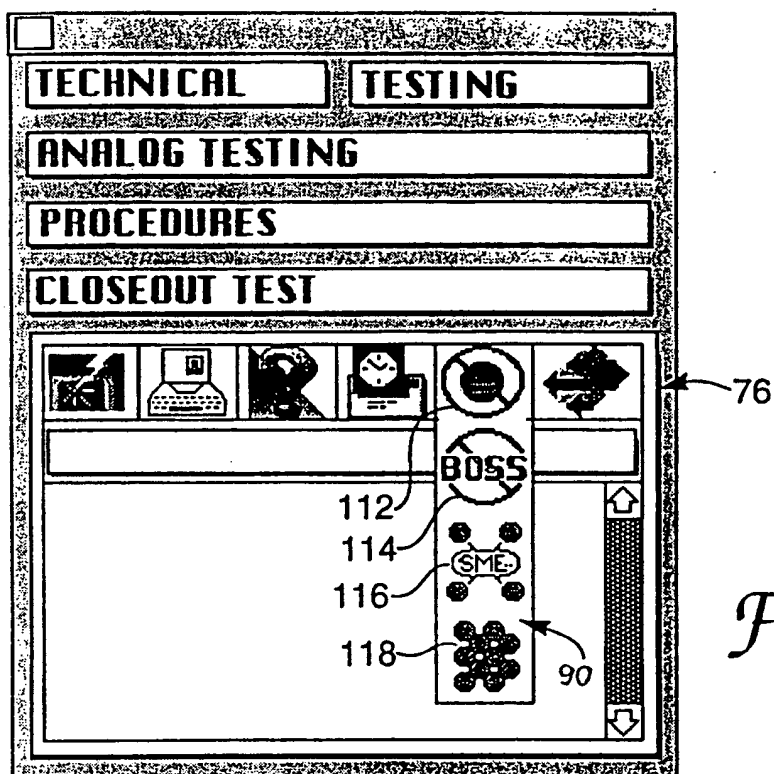 TECHNICAL
TESTING
ANALOG TESTING
PROCEDURES
CLOSEOUT TEST
76
BOSS
112
114
SME
116
118
90
F